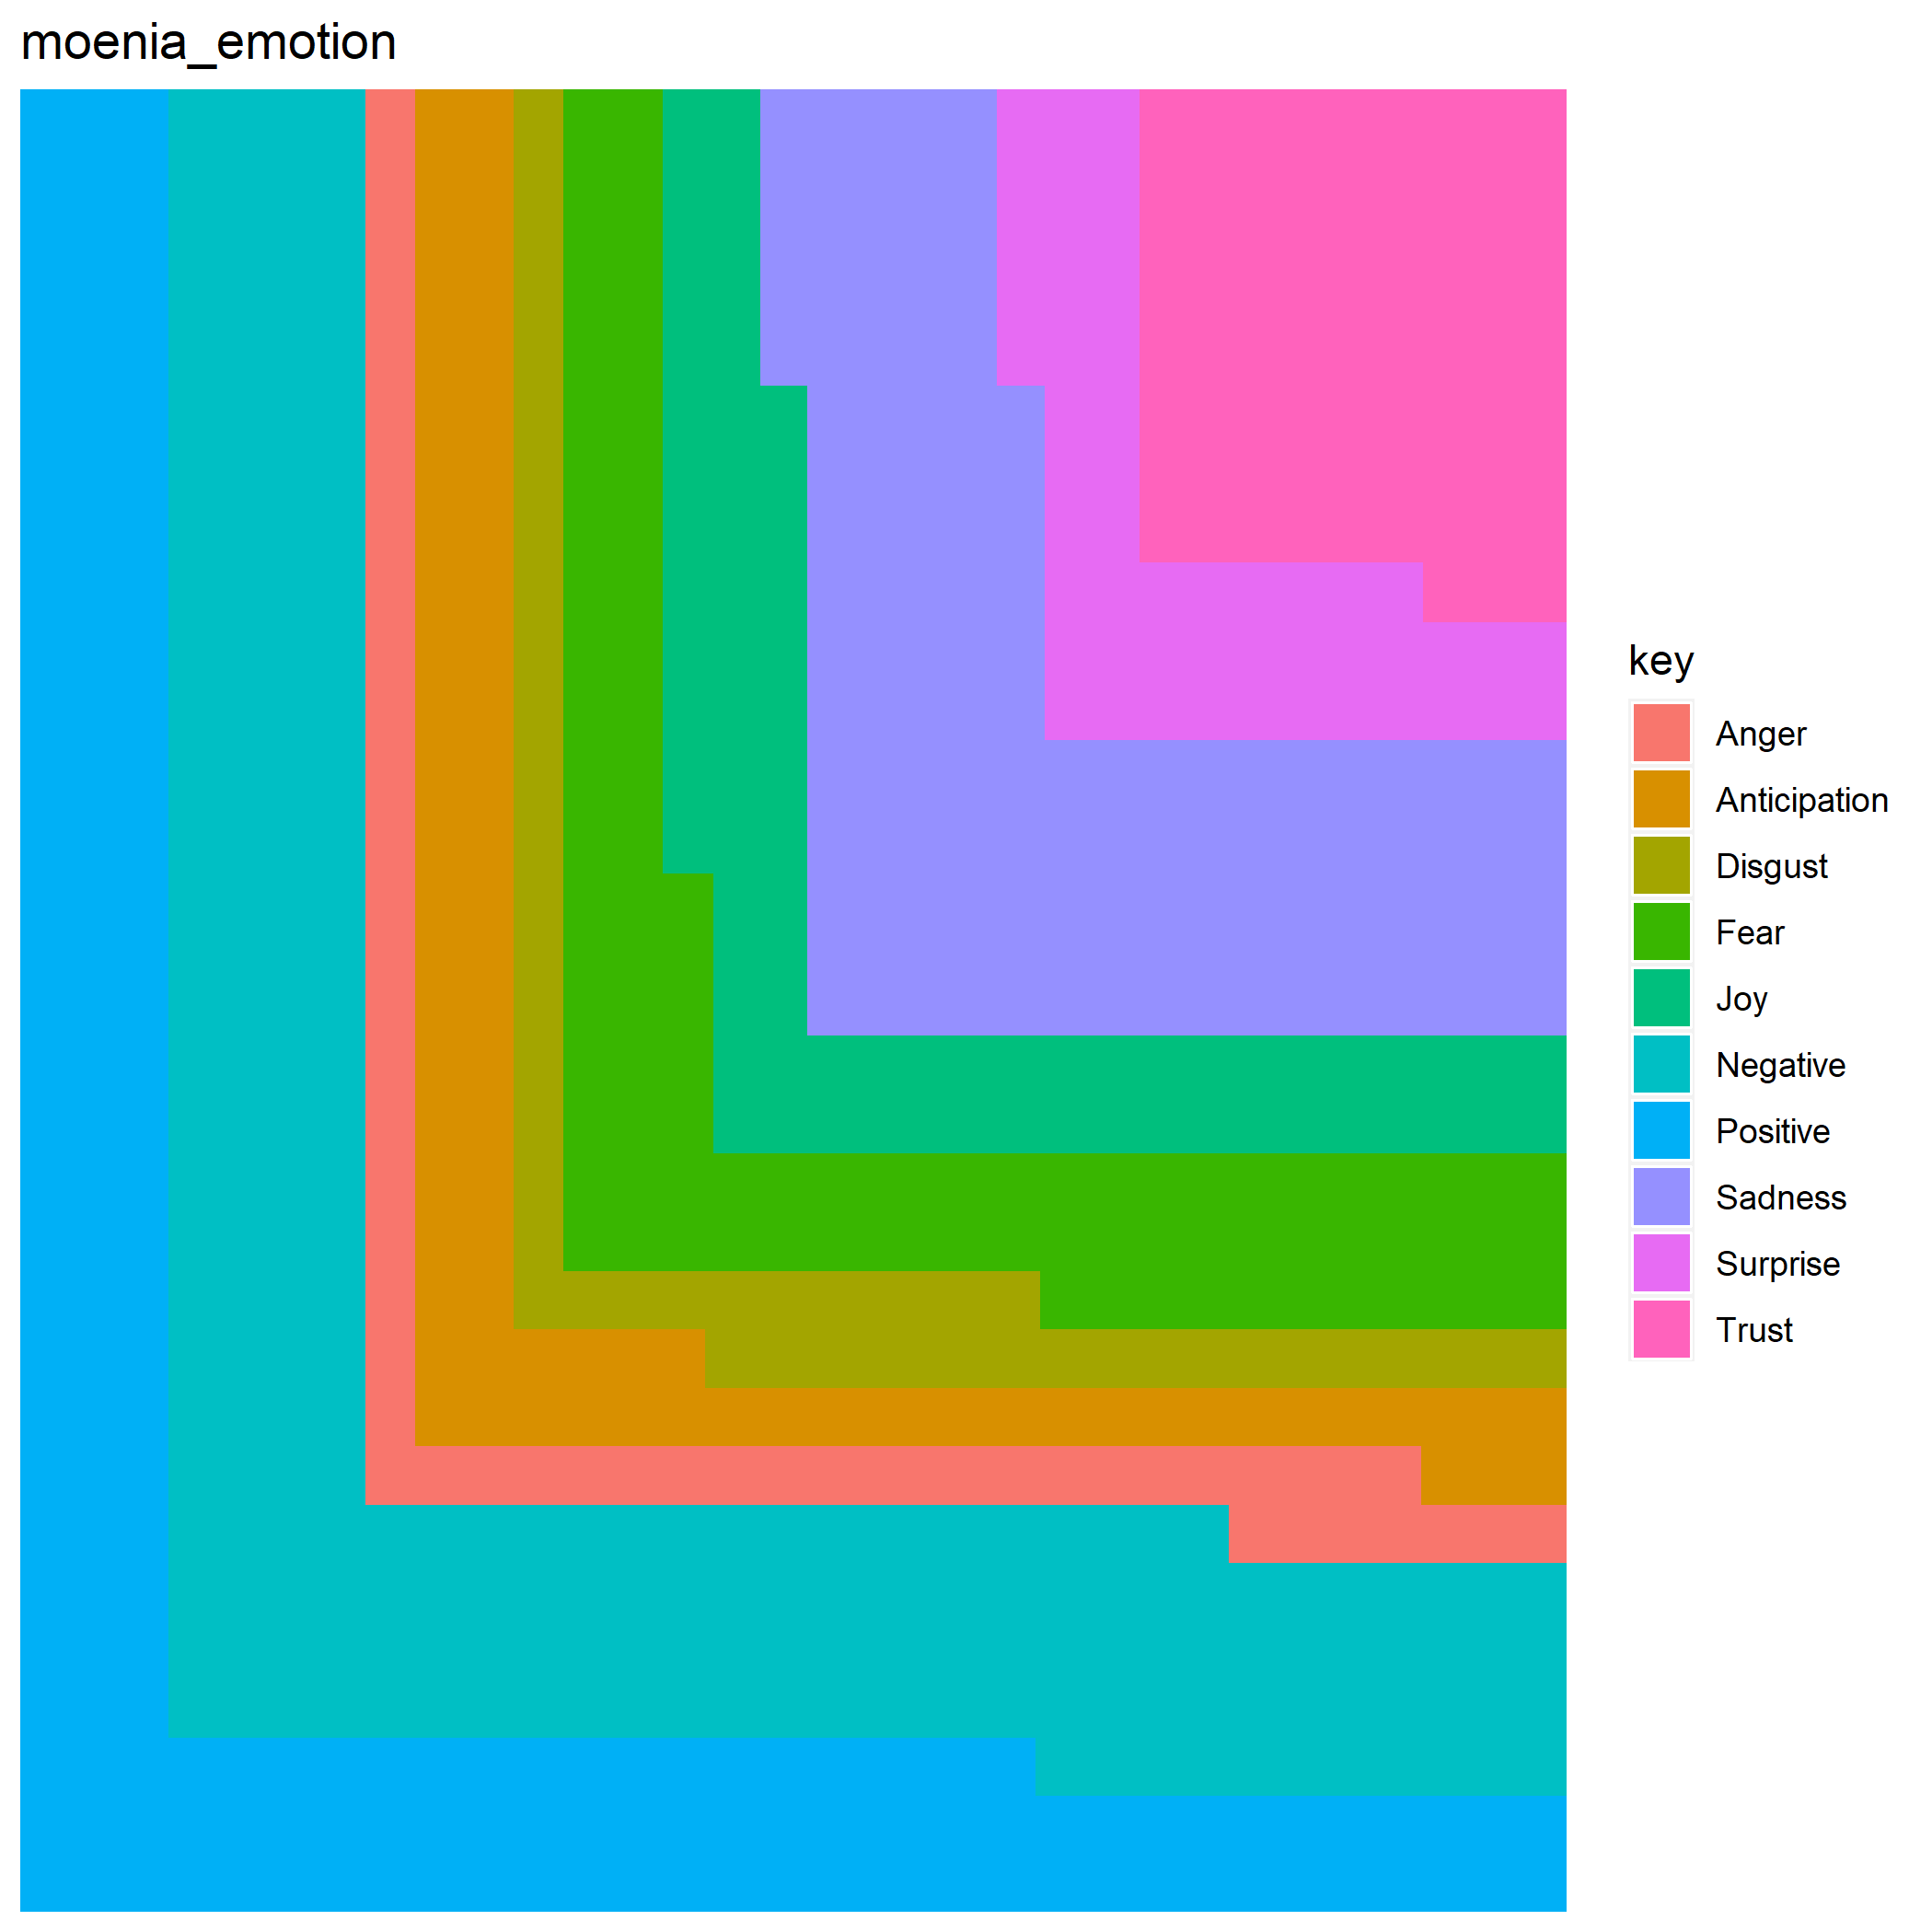 moenia_emotion
key
Anger
Anticipation
Disgust
Fear
Joy
Negative
Positive
Sadness
Surprise
Trust